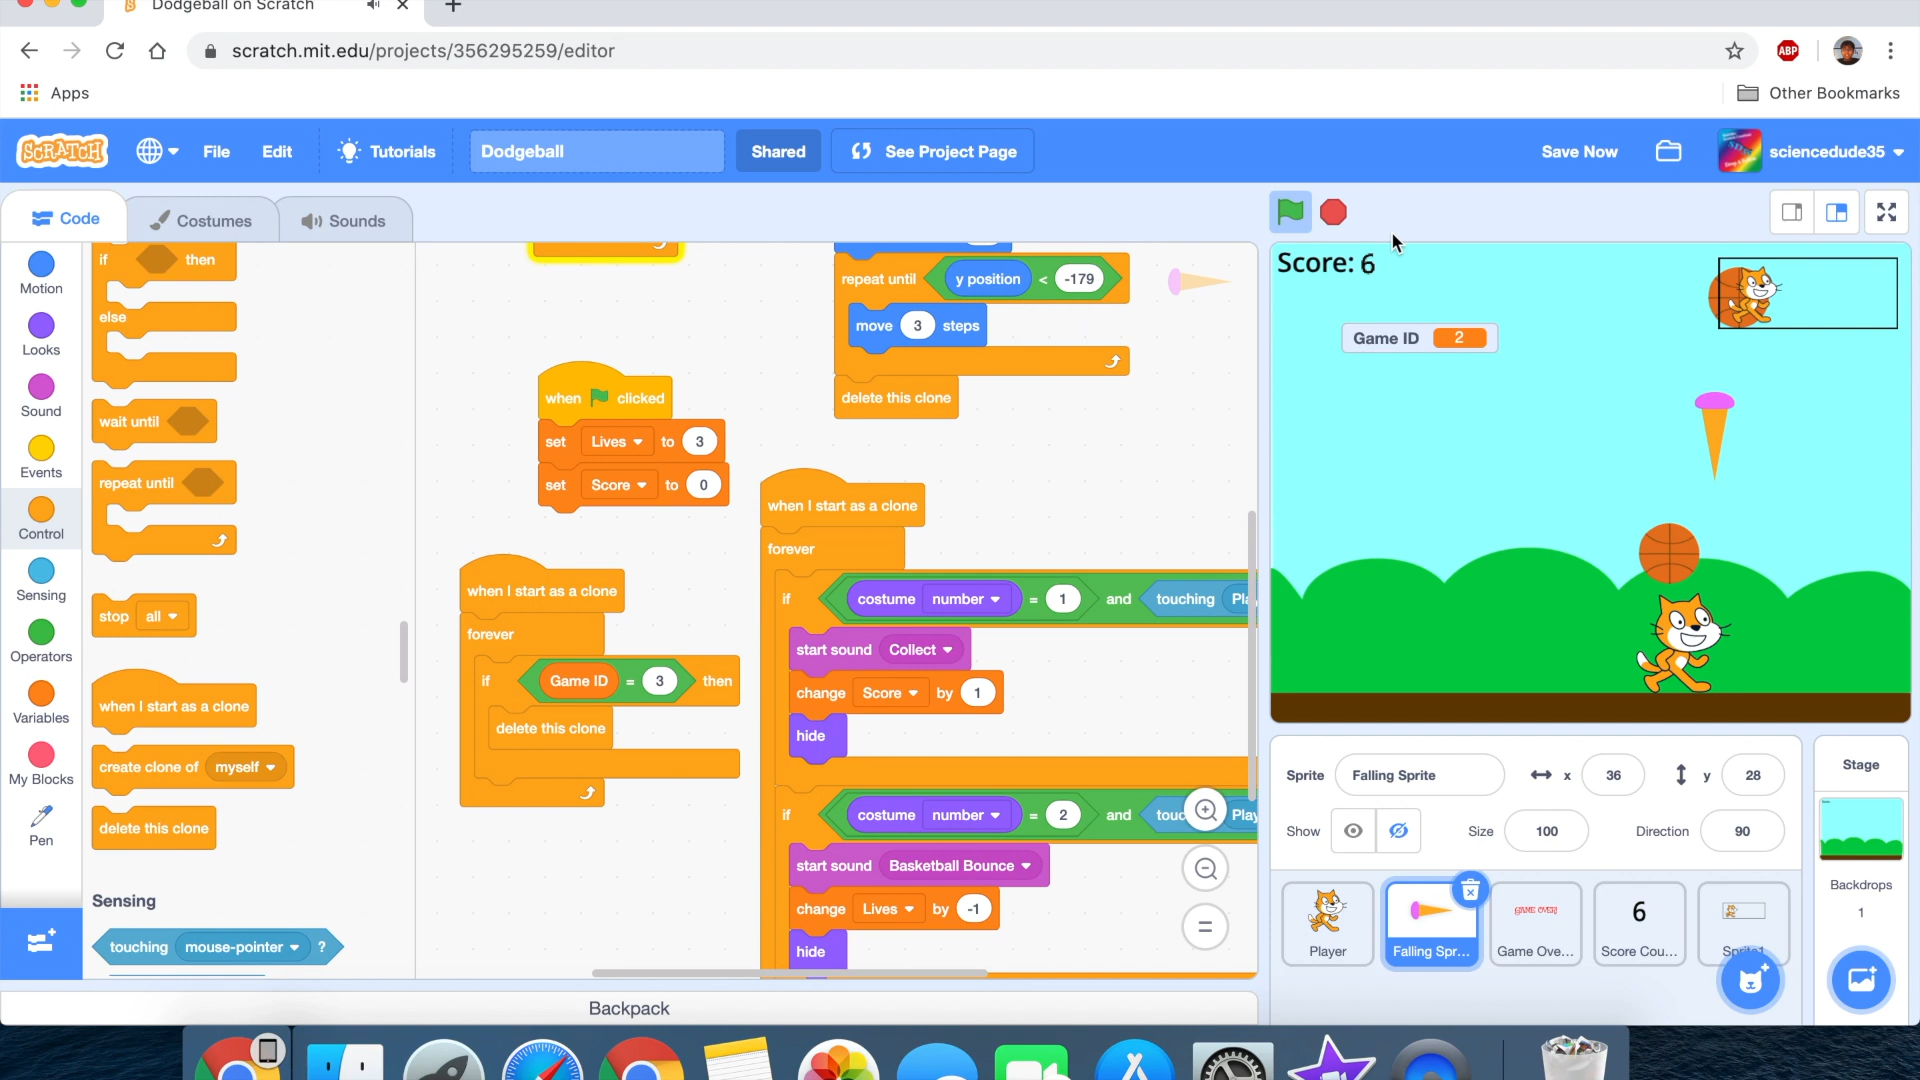 Dodgeball on Scratch
scratch.mit.edu/projects/356295259/editor
ABP
Apps
Other Bookmarks
SCRATCH
File
Edit
Tutorials
Dodgeball
Shared
See Project Page
Save Now
sciencedude35
Code
Costumes
Sounds
Motion
Looks
Sound
Events
Control
Sensing
Operators
Variables
My Blocks
Pen
if then
else
wait until
repeat until
stop all
when I start as a clone
create clone of myself
delete this clone
Sensing
touching mouse-pointer ?
when clicked
set Lives to 3
set Score to 0
when I start as a clone
forever
if Game ID = 3 then
delete this clone
repeat until y position < -179
move 3 steps
delete this clone
when I start as a clone
forever
if costume number = 1 and touching
start sound Collect
change Score by 1
hide
if costume number = 2 and
start sound Basketball Bounce
change Lives by -1
hide
=
Backpack
Score: 6
Game ID 2
Sprite Falling Sprite x 36 y 28
Show Size 100 Direction 90
Player
Falling Spr...
GAME OVER!
Game Ove...
6
Score Cou...
Sprite1
Stage
Backdrops
1